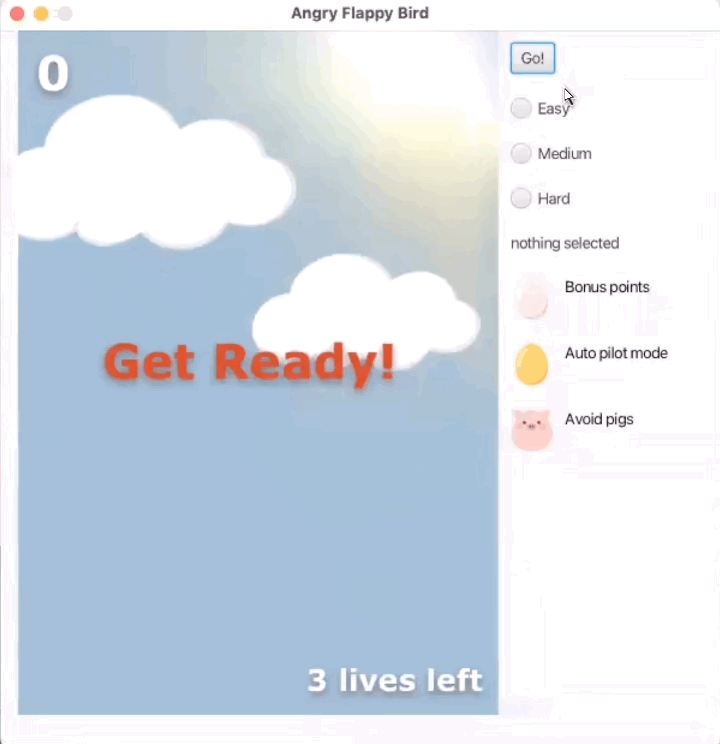 Angry Flappy Bird
0
Get Ready!
3 lives left
Go!
Easy
Medium
Hard
nothing selected
Bonus points
Auto pilot mode
Avoid pigs